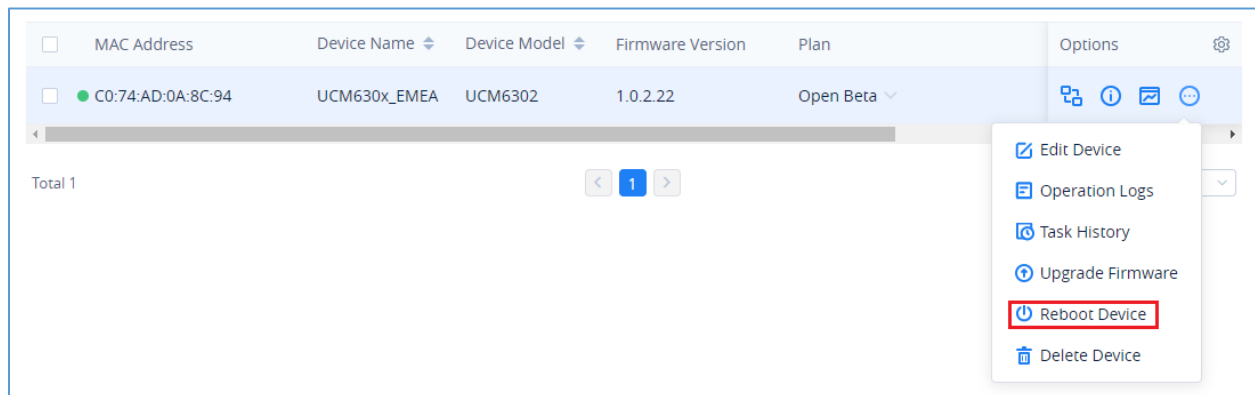 MAC Address Device Name Device Model Firmware Version Plan Options
C0:74:AD:0A:8C:94 UCM630x_EMEA UCM6302 1.0.2.22 Open Beta
Edit Device
Total 1 1 Operation Logs
Task History
Upgrade Firmware
Reboot Device
Delete Device